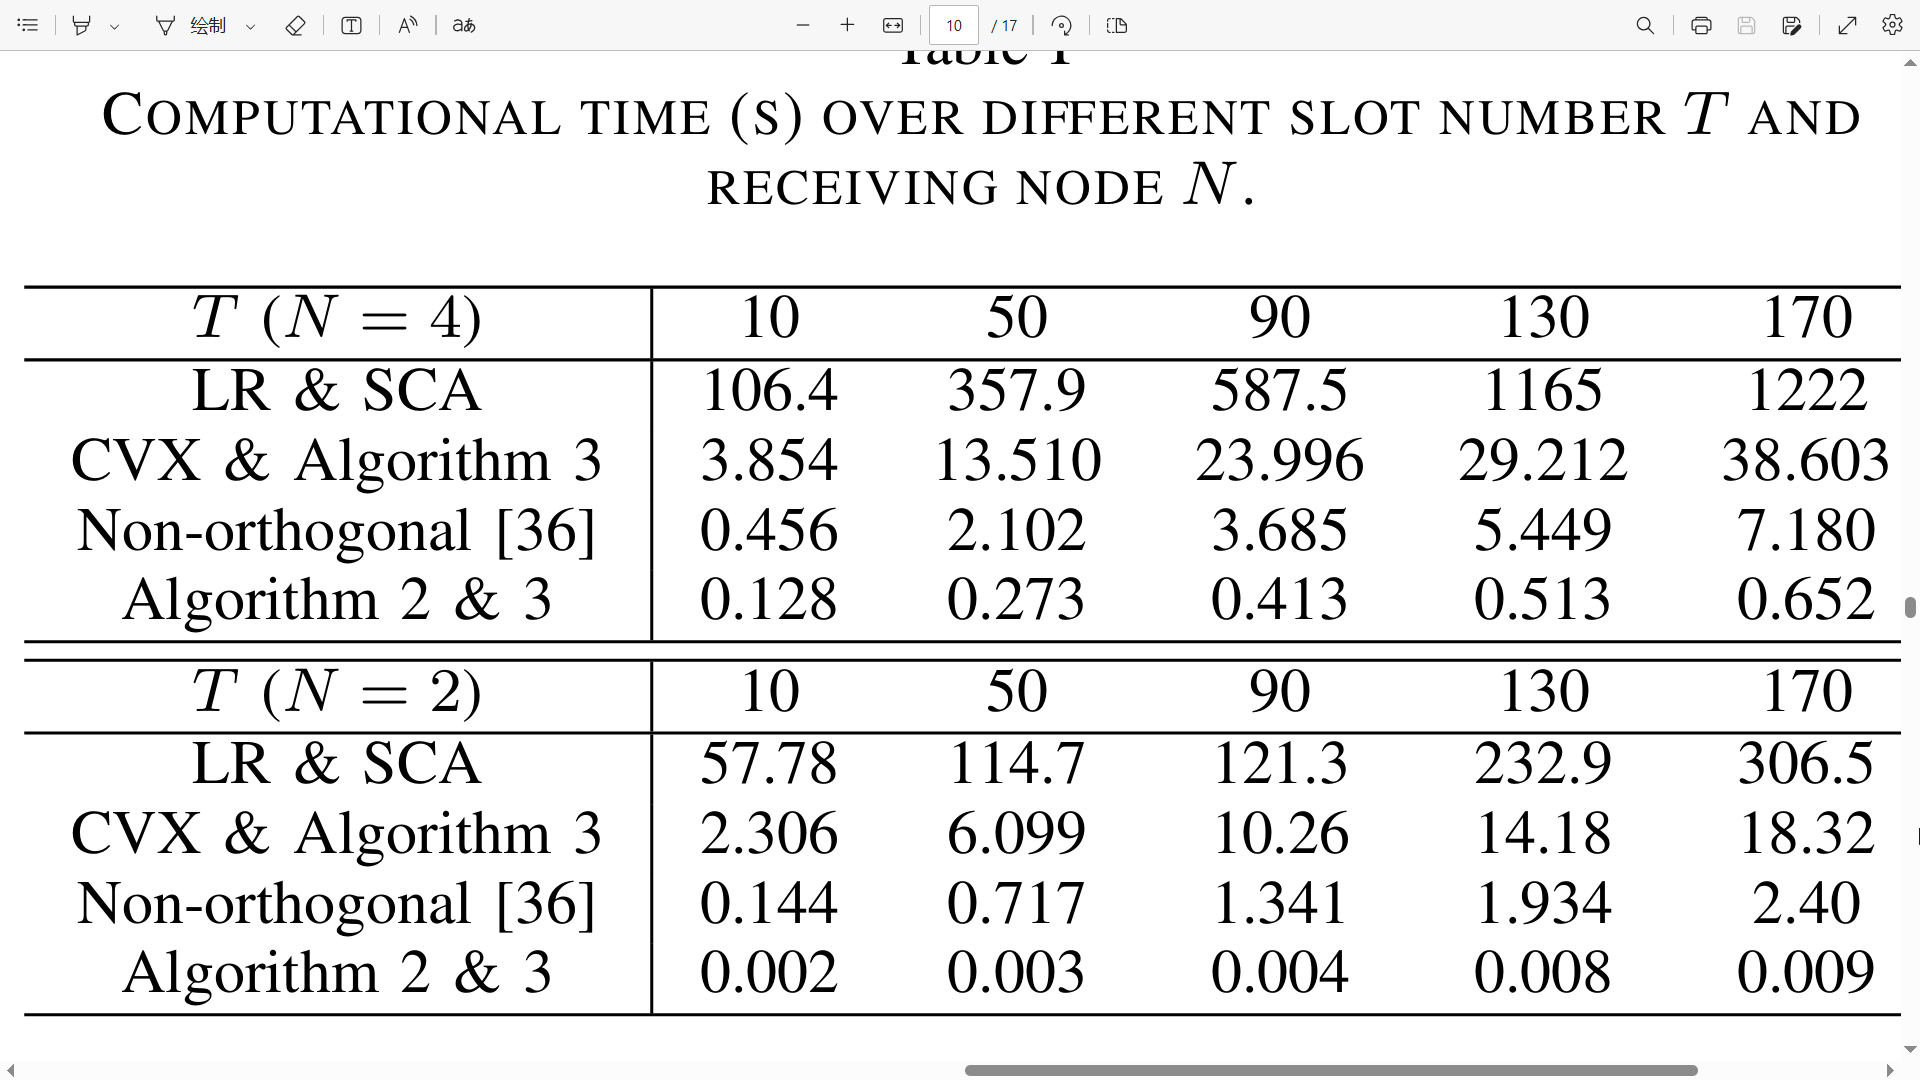 绘制
aあ
10 / 17
Table I
COMPUTATIONAL TIME (S) OVER DIFFERENT SLOT NUMBER T AND
RECEIVING NODE N.
T (N = 4) 10 50 90 130 170
LR & SCA 106.4 357.9 587.5 1165 1222
CVX & Algorithm 3 3.854 13.510 23.996 29.212 38.603
Non-orthogonal [36] 0.456 2.102 3.685 5.449 7.180
Algorithm 2 & 3 0.128 0.273 0.413 0.513 0.652
T (N = 2) 10 50 90 130 170
LR & SCA 57.78 114.7 121.3 232.9 306.5
CVX & Algorithm 3 2.306 6.099 10.26 14.18 18.32
Non-orthogonal [36] 0.144 0.717 1.341 1.934 2.40
Algorithm 2 & 3 0.002 0.003 0.004 0.008 0.009